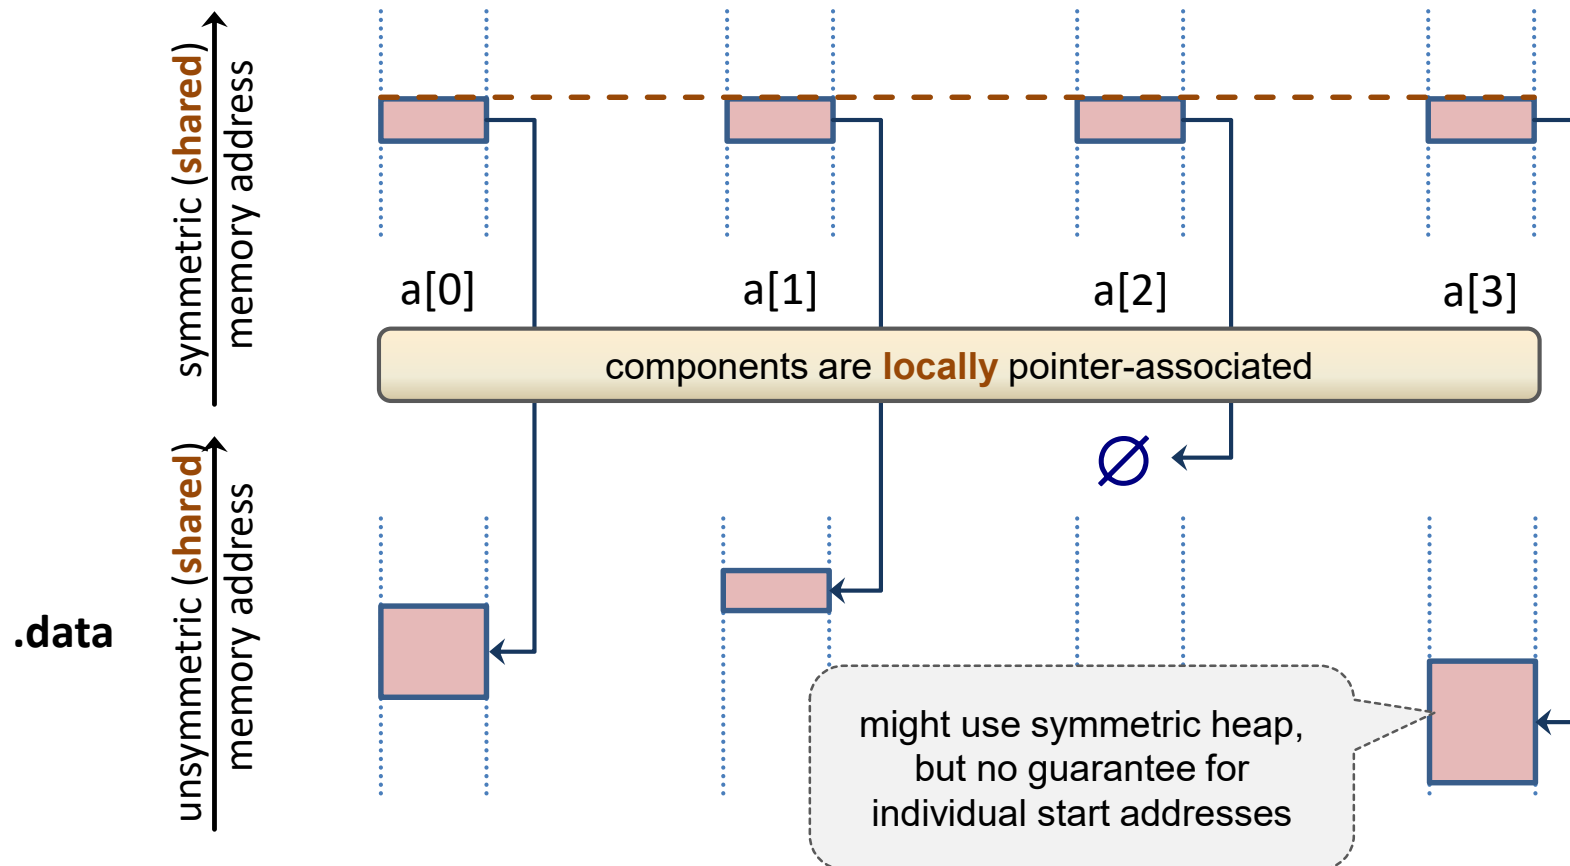 symmetric (shared)
memory address
a[0]
a[1]
a[2]
a[3]
components are locally pointer-associated
∅
.data
unsymmetric (shared)
memory address
might use symmetric heap,
but no guarantee for
individual start addresses